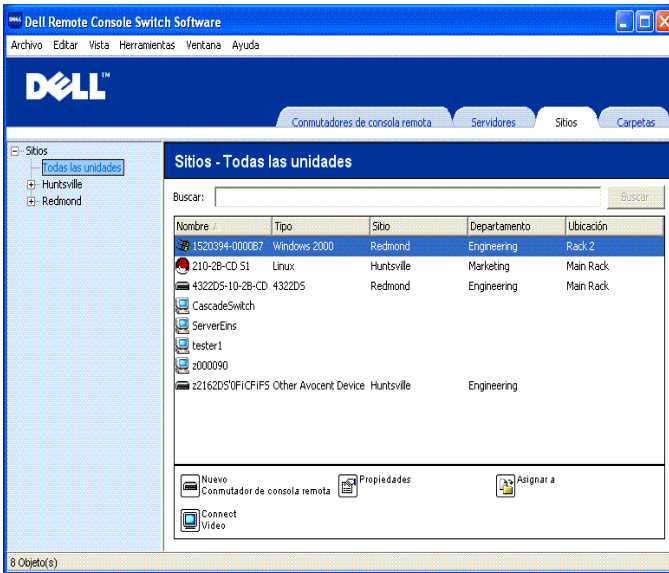 Dell Remote Console Switch Software
Archivo Editar Vista Herramientas Ventana Ayuda
DELL™
Conmutadores de consola remota Servidores Sitios Carpetas
Sitios
Todas las unidades
Huntsville
Redmond
Sitios - Todas las unidades
Buscar: Buscar
Nombre Tipo Sitio Departamento Ubicación
1520394-0000B7 Windows 2000 Redmond Engineering Rack 2
210-2B-CD S1 Linux Huntsville Marketing Main Rack
4322DS-10-2B-CD 4322DS Redmond Engineering Main Rack
CascadeSwitch
ServerEins
tester1
z000090
z2162DS'0FiCFiFS Other Avocent Device Huntsville Engineering
Nuevo
Conmutador de consola remota
Propiedades
Asignar a
Connect
Video
8 Objeto(s)